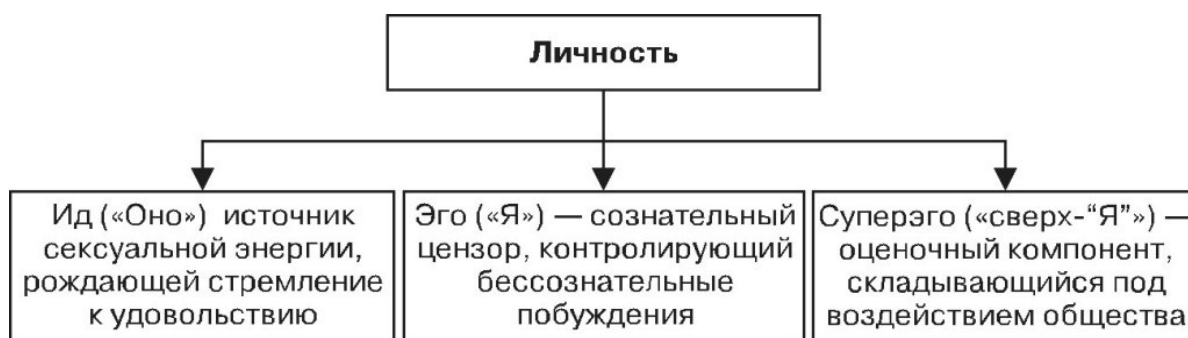 Личность
Ид («Оно») источник
сексуальной энергии,
рождающей стремление
к удовольствию
Эго («Я») — сознательный
цензор, контролирующий
бессознательные
побуждения
Суперэго («сверх-“Я”») —
оценочный компонент,
складывающийся под
воздействием общества